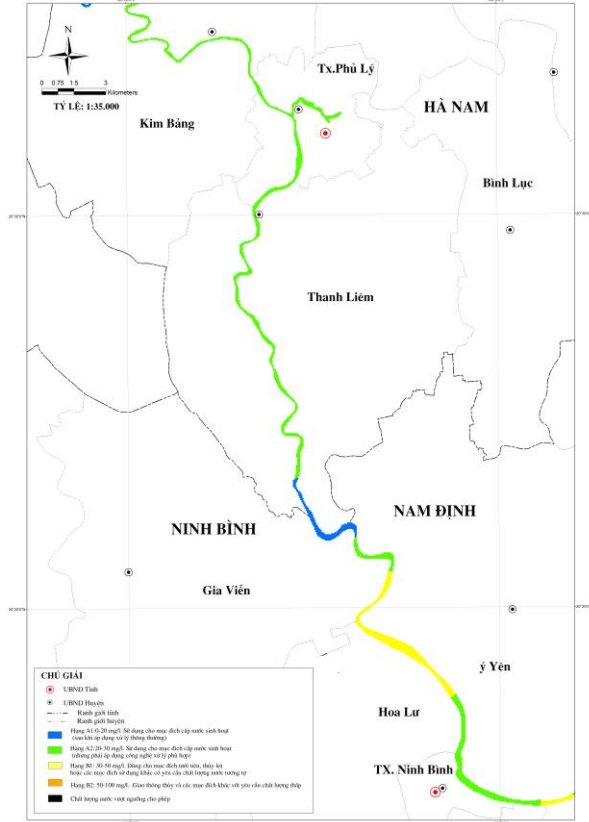 N
0 0.75 1.5 3
Kilometers
TỶ LỆ: 1:35.000
Tx.Phủ Lý
HÀ NAM
Kim Bảng
Bình Lục
Thanh Liêm
NINH BÌNH
NAM ĐỊNH
Gia Viễn
ý Yên
Hoa Lư
TX. Ninh Bình
CHÚ GIẢI
UBND Tỉnh
UBND Huyện
Ranh giới tỉnh
Ranh giới huyện
Hạng A1:0-20 mg/l. Sử dụng cho mục đích cấp nước sinh hoạt
(sau khi áp dụng xử lý thông thường)
Hạng A2:20-30 mg/l. Sử dụng cho mục đích cấp nước sinh hoạt
(nhưng phải áp dụng công nghệ xử lý phù hợp)
Hạng B1: 30-50 mg/l. Dùng cho mục đích tưới tiêu, thủy lợi
hoặc các mục đích sử dụng khác có yêu cầu chất lượng nước tương tự
Hạng B2: 50-100 mg/l. Giao thông thủy và các mục đích khác với yêu cầu chất lượng thấp
Chất lượng nước vượt ngưỡng cho phép